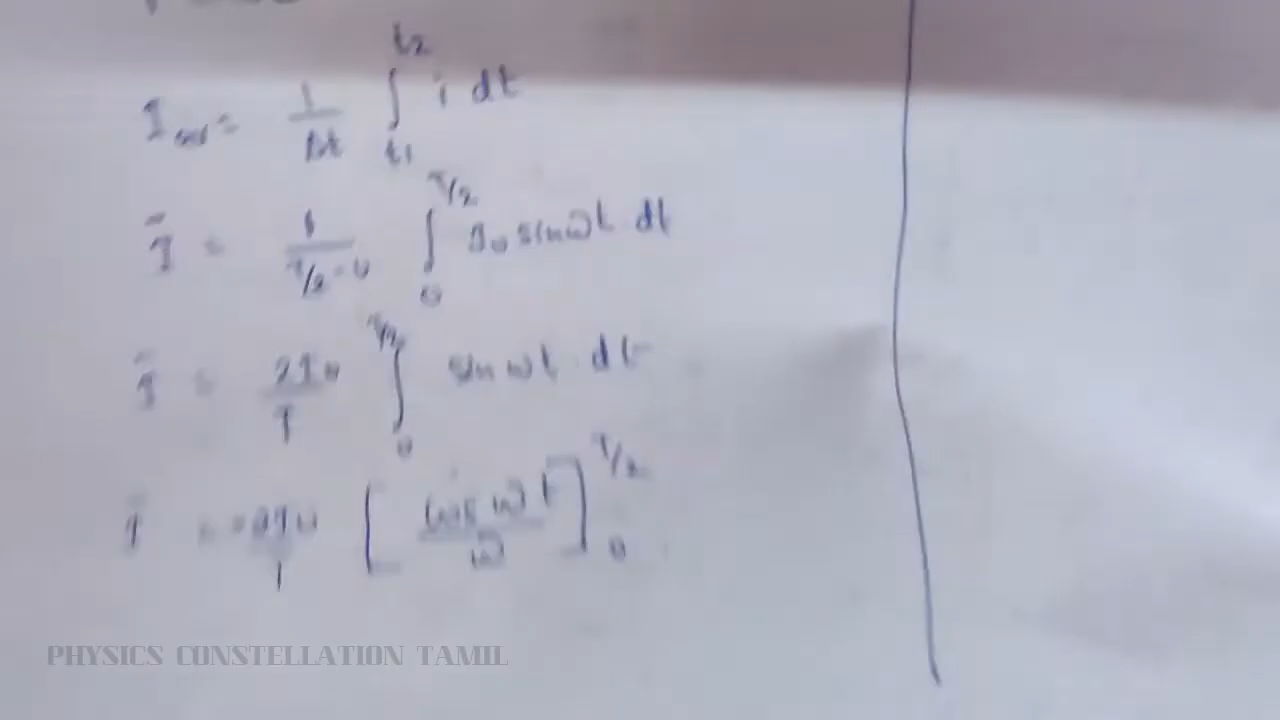 t2
I av = 1/Δt ∫ i dt
t1
Ī = 1/(T/2 - 0) ∫₀^(T/2) I₀ sin ωt dt
Ī = 2I₀/T ∫₀^(T/2) sin ωt dt
Ī = -2I₀/T [cos ωt/ω]₀^(T/2)
PHYSICS CONSTELLATION TAMIL